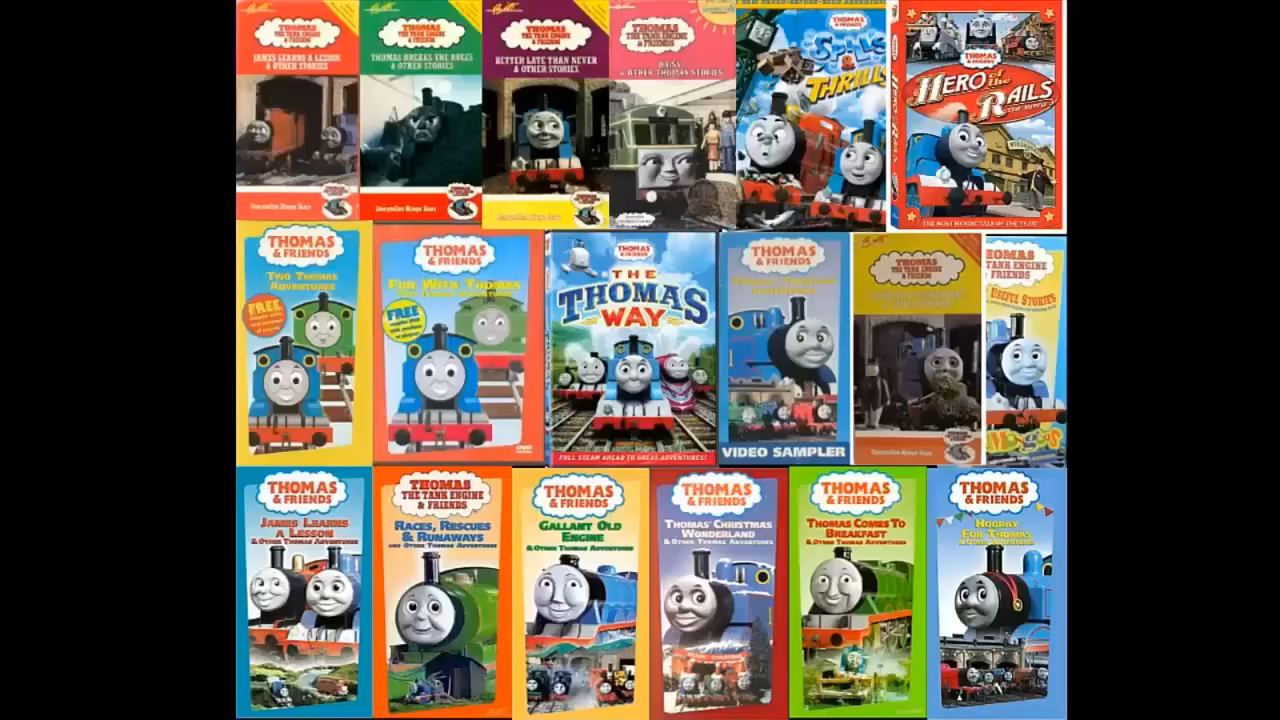 THOMAS
THE TANK ENGINE
& FRIENDS
JAMES LEARNS A LESSON
& OTHER STORIES
THOMAS
THE TANK ENGINE
& FRIENDS
THOMAS BREAKS THE RULES
& OTHER STORIES
THOMAS
THE TANK ENGINE
& FRIENDS
BETTER LATE THAN NEVER
& OTHER STORIES
THOMAS
THE TANK ENGINE
& FRIENDS
DAISY
& OTHER THOMAS STORIES
THOMAS
& FRIENDS
SPILLS
&
THRILLS
THOMAS
& FRIENDS
HERO of the RAILS
THE MOVIE
THOMAS
& FRIENDS
TWO THOMAS
ADVENTURES
FREE
THOMAS
& FRIENDS
FUN WITH THOMAS
FREE
THOMAS
& FRIENDS
THE
THOMAS
WAY
FULL STEAM AHEAD TO GREAT ADVENTURES!
THOMAS
& FRIENDS
VIDEO SAMPLER
THOMAS
THE TANK ENGINE
& FRIENDS
TANK ENGINE
FRIENDS
USEFUL STORIES
THOMAS
& FRIENDS
JAMES LEARNS
A LESSON
& OTHER THOMAS ADVENTURES
THOMAS
THE TANK ENGINE
& FRIENDS
RACES, RESCUES
& RUNAWAYS
AND OTHER THOMAS ADVENTURES
THOMAS
& FRIENDS
GALLANT OLD
ENGINE
& OTHER THOMAS ADVENTURES
THOMAS
& FRIENDS
THOMAS' CHRISTMAS
WONDERLAND
& OTHER THOMAS ADVENTURES
THOMAS
& FRIENDS
THOMAS COMES TO
BREAKFAST
& OTHER THOMAS ADVENTURES
THOMAS
& FRIENDS
HOORAY
FOR THOMAS